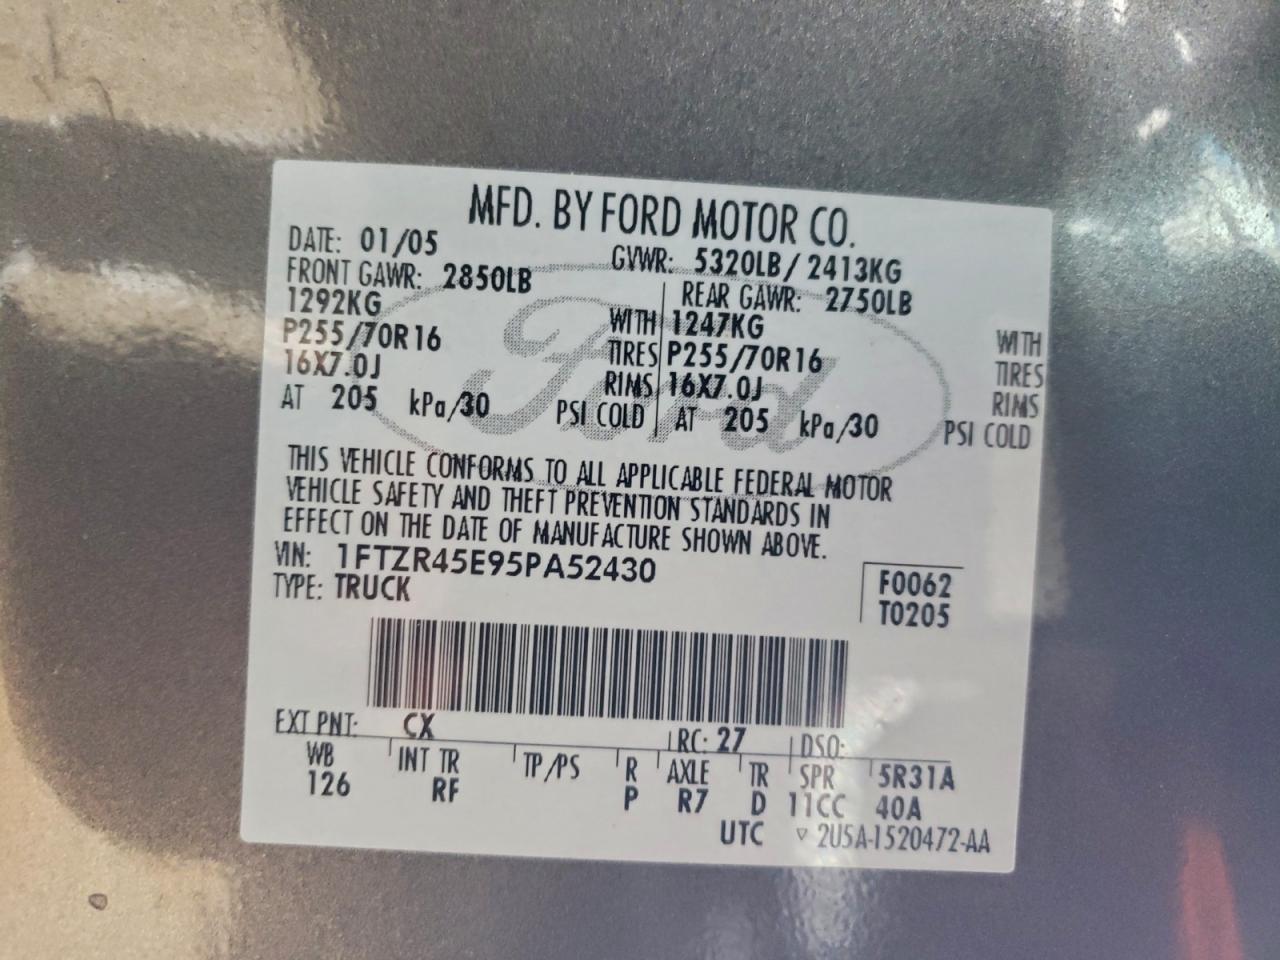 MFD. BY FORD MOTOR CO.
DATE: 01/05 GVWR: 5320LB/ 2413KG
FRONT GAWR: 2850LB REAR GAWR: 2750LB
1292KG WITH 1247KG WITH
P255/70R16 TIRES P255/70R16 TIRES
16X7.0J RIMS 16X7.0J RIMS
AT 205 kPa/30 PSI COLD AT 205 kPa/30 PSI COLD
Ford
THIS VEHICLE CONFORMS TO ALL APPLICABLE FEDERAL MOTOR
VEHICLE SAFETY AND THEFT PREVENTION STANDARDS IN
EFFECT ON THE DATE OF MANUFACTURE SHOWN ABOVE.
VIN: 1FTZR45E95PA52430 F0062
TYPE: TRUCK T0205
EXT PNT: CX RC: 27 DSO:
WB INT TR TP/PS R AXLE TR SPR 5R31A
126 RF P R7 D 11CC 40A
UTC ▽ 2U5A-1520472-AA